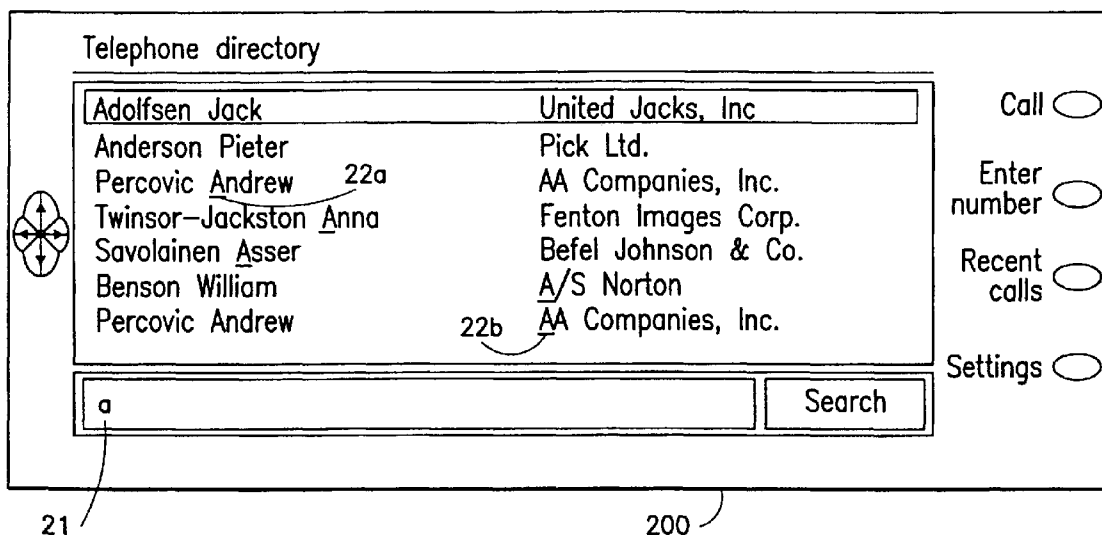 Telephone directory
Adolfsen Jack United Jacks, Inc
Anderson Pieter Pick Ltd.
Percovic Andrew 22a AA Companies, Inc.
Twinsor-Jackston Anna Fenton Images Corp.
Savolainen Asser Befel Johnson & Co.
Benson William A/S Norton
Percovic Andrew 22b AA Companies, Inc.
a Search
Call
Enter
number
Recent
calls
Settings
21 200